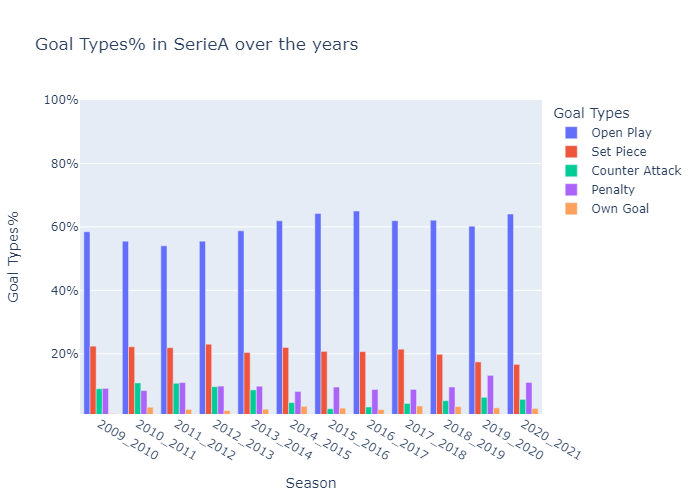 Goal Types% in SerieA over the years
Goal Types%
100%
80%
60%
40%
20%
2009_2010
2010_2011
2011_2012
2012_2013
2013_2014
2014_2015
2015_2016
2016_2017
2017_2018
2018_2019
2019_2020
2020_2021
Season
Goal Types
Open Play
Set Piece
Counter Attack
Penalty
Own Goal